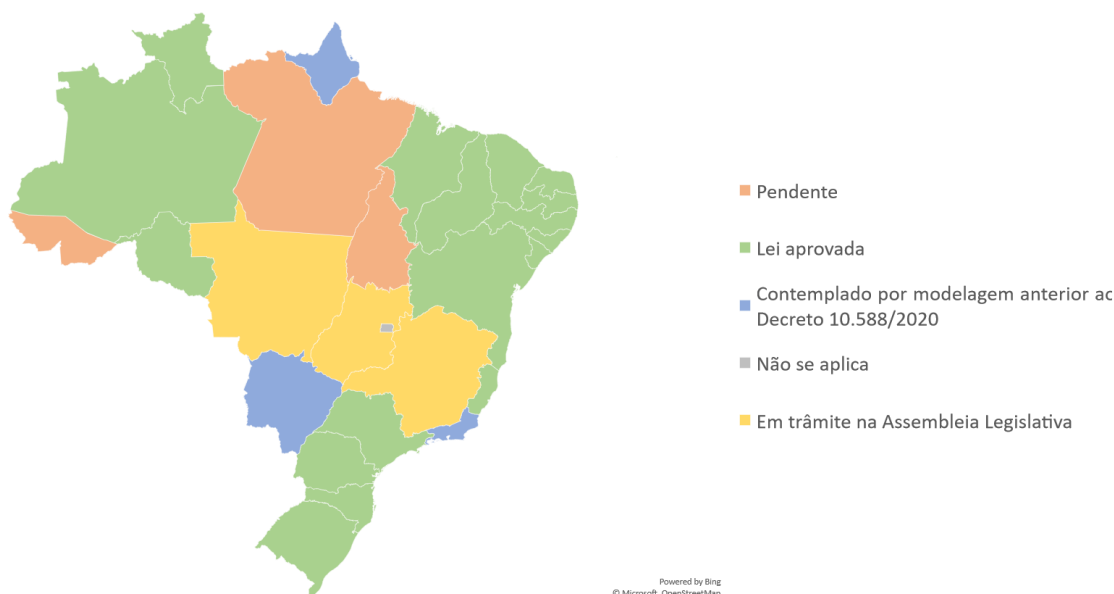 Pendente
Lei aprovada
Contemplado por modelagem anterior ao
Decreto 10.588/2020
Não se aplica
Em trâmite na Assembleia Legislativa
Powered by Bing
© Microsoft, OpenStreetMap